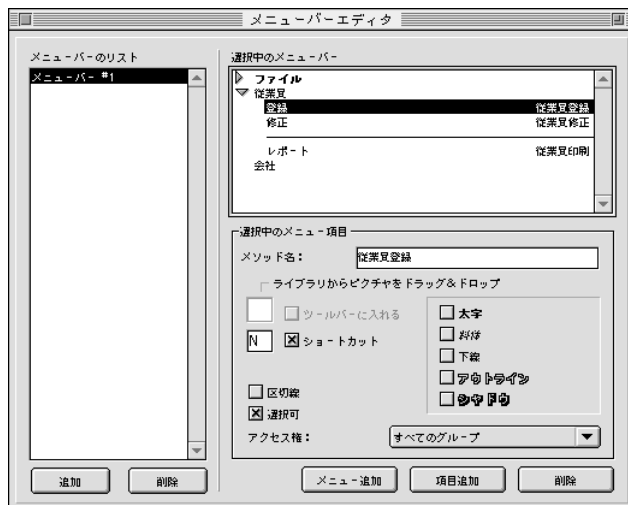 メニューバーエディタ
メニューバーのリスト
メニューバー #1
追加
削除
選択中のメニューバー
ファイル
従業員
登録 従業員登録
修正 従業員修正
レポート 従業員印刷
会社
選択中のメニュー項目
メソッド名: 従業員登録
ライブラリからピクチャをドラッグ&ドロップ
ツールバーに入れる
N ショートカット
区切線
選択可
太字
斜体
下線
アウトライン
シャドウ
アクセス権: すべてのグループ
メニュー追加
項目追加
削除